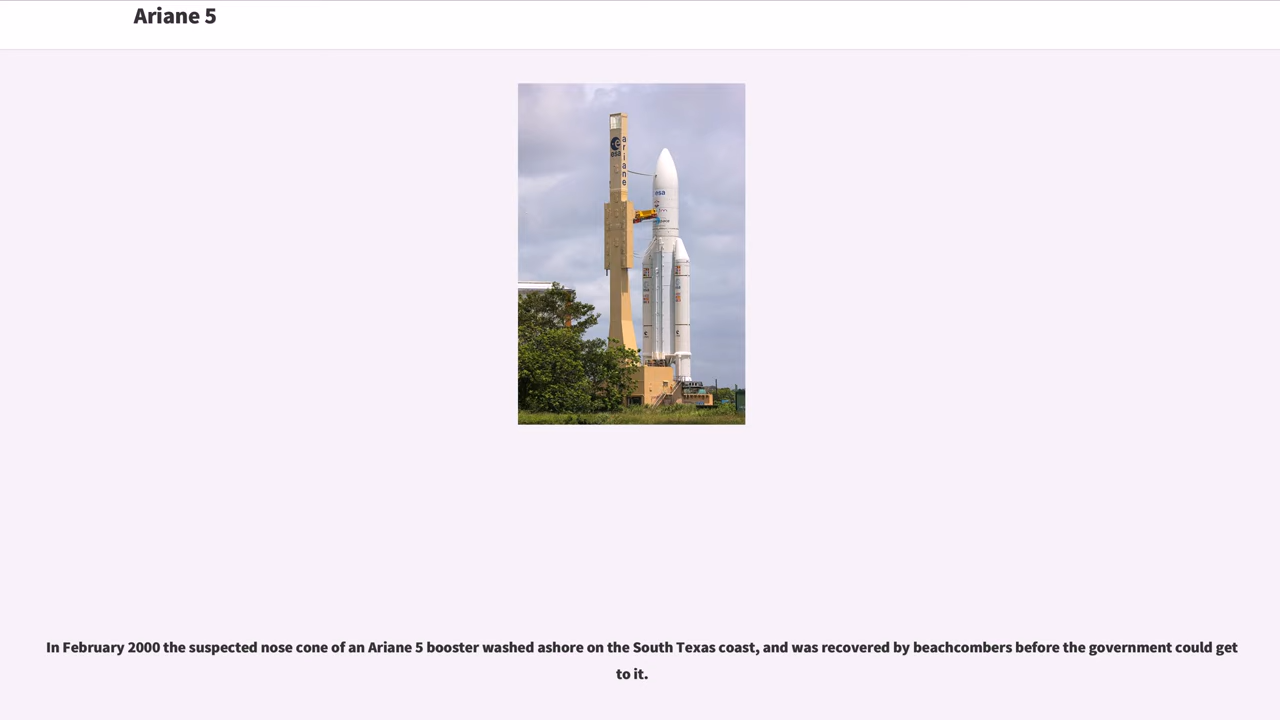 Ariane 5
esa
ariane
esa
In February 2000 the suspected nose cone of an Ariane 5 booster washed ashore on the South Texas coast, and was recovered by beachcombers before the government could get
to it.